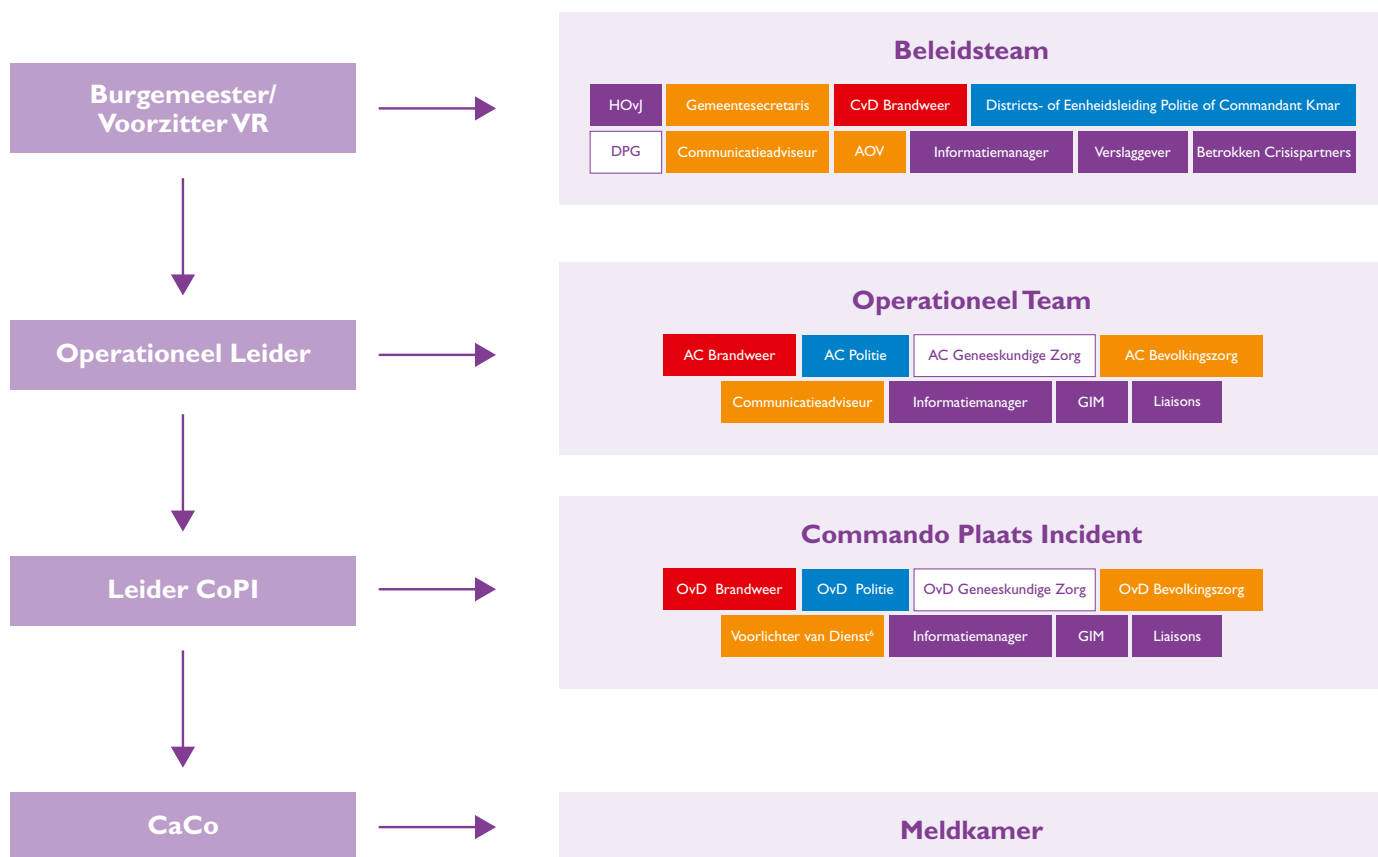 Beleidsteam
Burgemeester/
Voorzitter VR
HOvJ Gemeentesecretaris CvD Brandweer Districts- of Eenheidsleiding Politie of Commandant Kmar
DPG Communicatieadviseur AOV Informatiemanager Verslaggever Betrokken Crisispartners
Operationeel Team
Operationeel Leider
AC Brandweer AC Politie AC Geneeskundige Zorg AC Bevolkingszorg
Communicatieadviseur Informatiemanager GIM Liaisons
Commando Plaats Incident
Leider CoPI
OvD Brandweer OvD Politie OvD Geneeskundige Zorg OvD Bevolkingszorg
Voorlichter van Dienst⁶ Informatiemanager GIM Liaisons
CaCo
Meldkamer